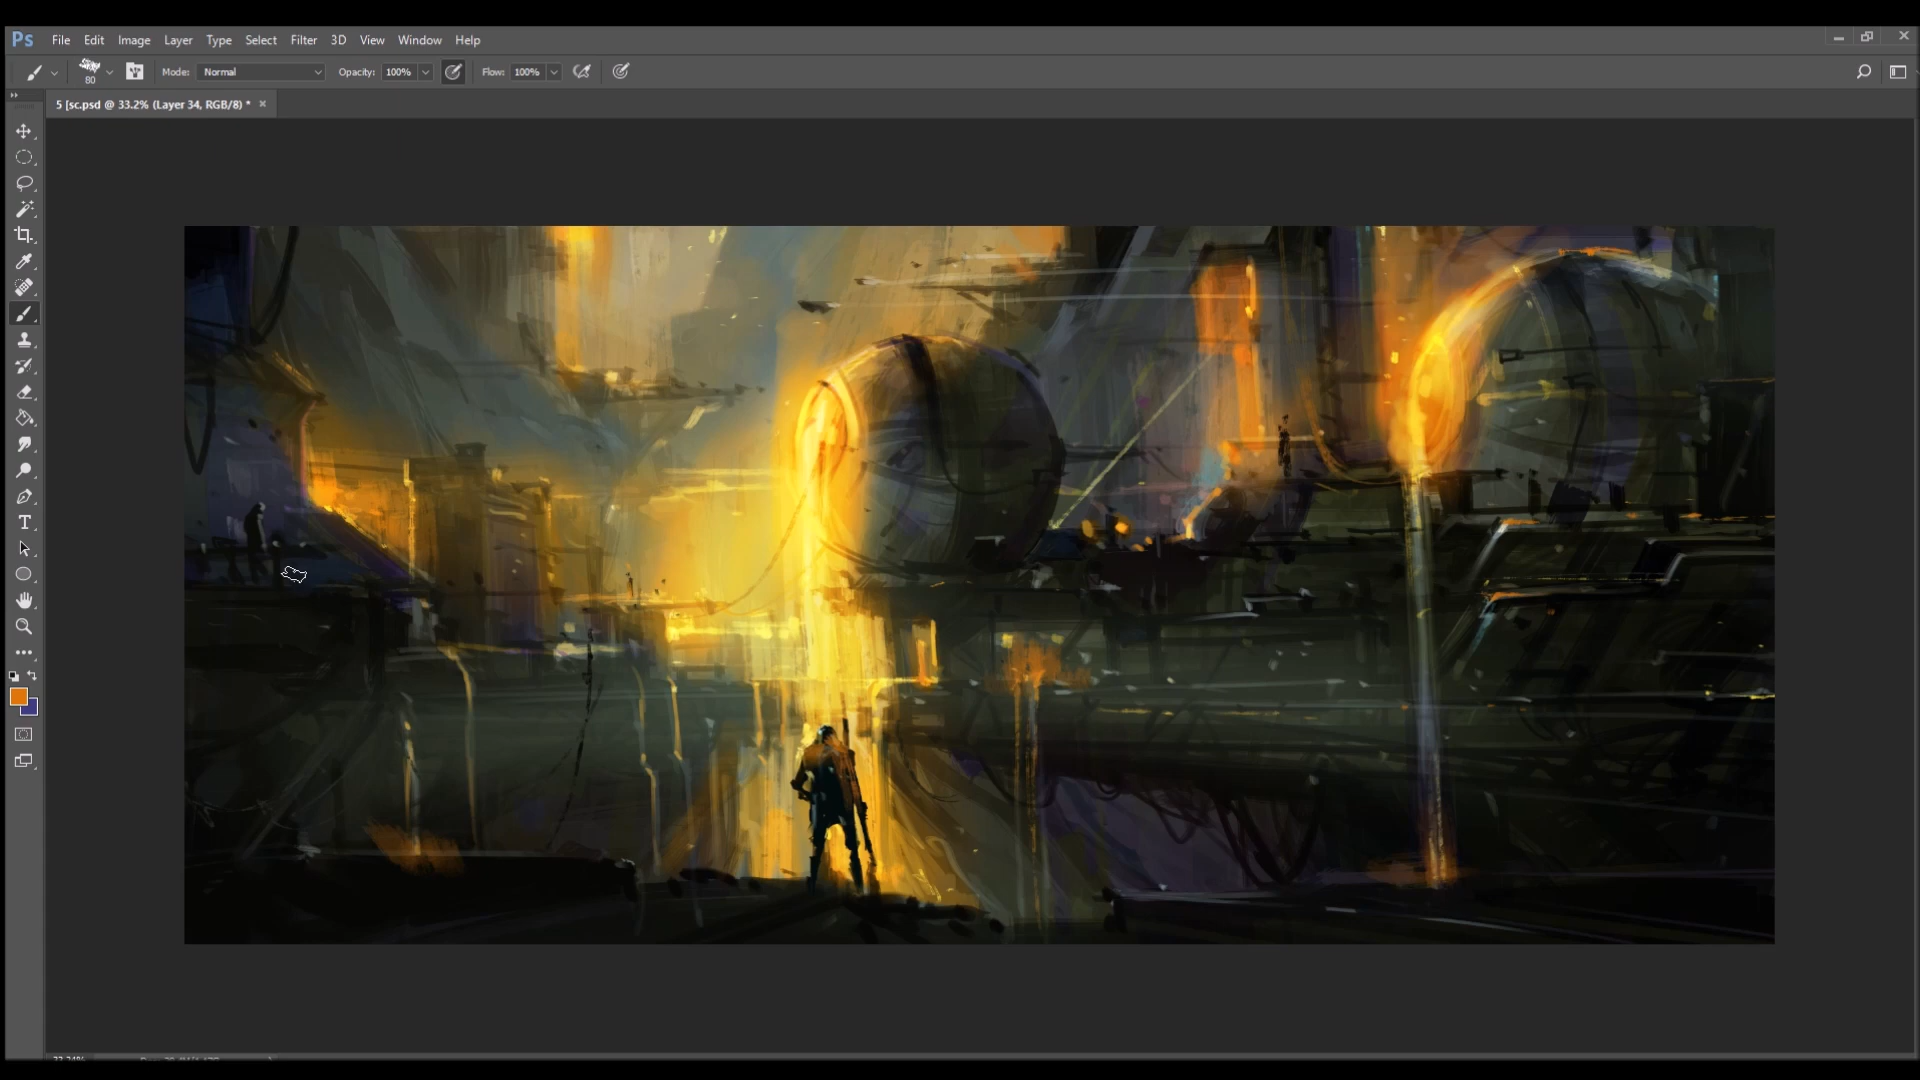 Ps File Edit Image Layer Type Select Filter 3D View Window Help
80 Mode: Normal Opacity: 100% Flow: 100%
5 [sc.psd @ 33.2% (Layer 34, RGB/8) *